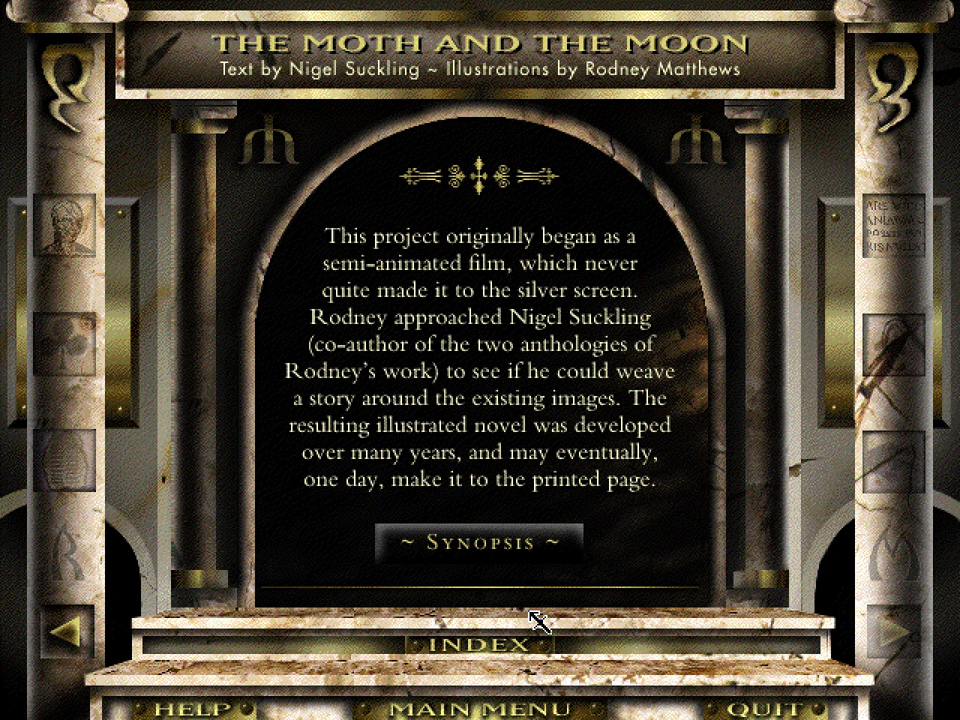 THE MOTH AND THE MOON
Text by Nigel Suckling ~ Illustrations by Rodney Matthews
This project originally began as a
semi-animated film, which never
quite made it to the silver screen.
Rodney approached Nigel Suckling
(co-author of the two anthologies of
Rodney's work) to see if he could weave
a story around the existing images. The
resulting illustrated novel was developed
over many years, and may eventually,
one day, make it to the printed page.
~ SYNOPSIS ~
INDEX
HELP
MAIN MENU
QUIT
R
M